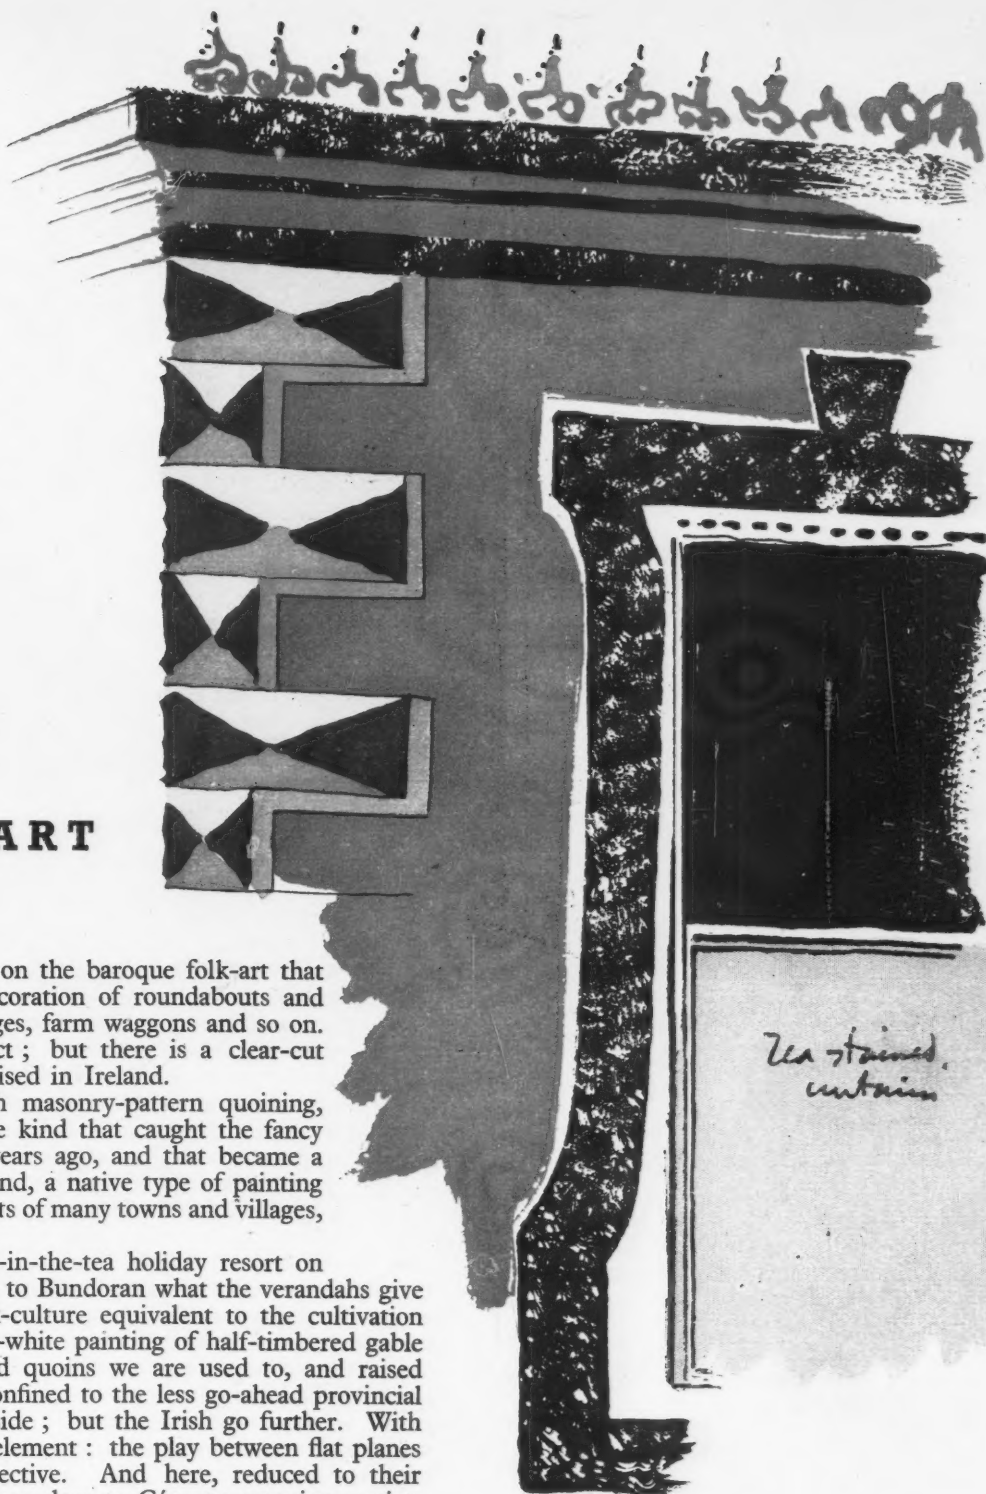 ART
on the baroque folk-art that
coration of roundabouts and
ges, farm waggons and so on.
ct ; but there is a clear-cut
ised in Ireland.
n masonry-pattern quoining,
e kind that caught the fancy
ears ago, and that became a
nd, a native type of painting
ts of many towns and villages,
-in-the-tea holiday resort on
to Bundoran what the verandahs give
-culture equivalent to the cultivation
-white painting of half-timbered gable
d quoins we are used to, and raised
onfined to the less go-ahead provincial
ide ; but the Irish go further. With
element : the play between flat planes
ective. And here, reduced to their
Tea stained
curtain